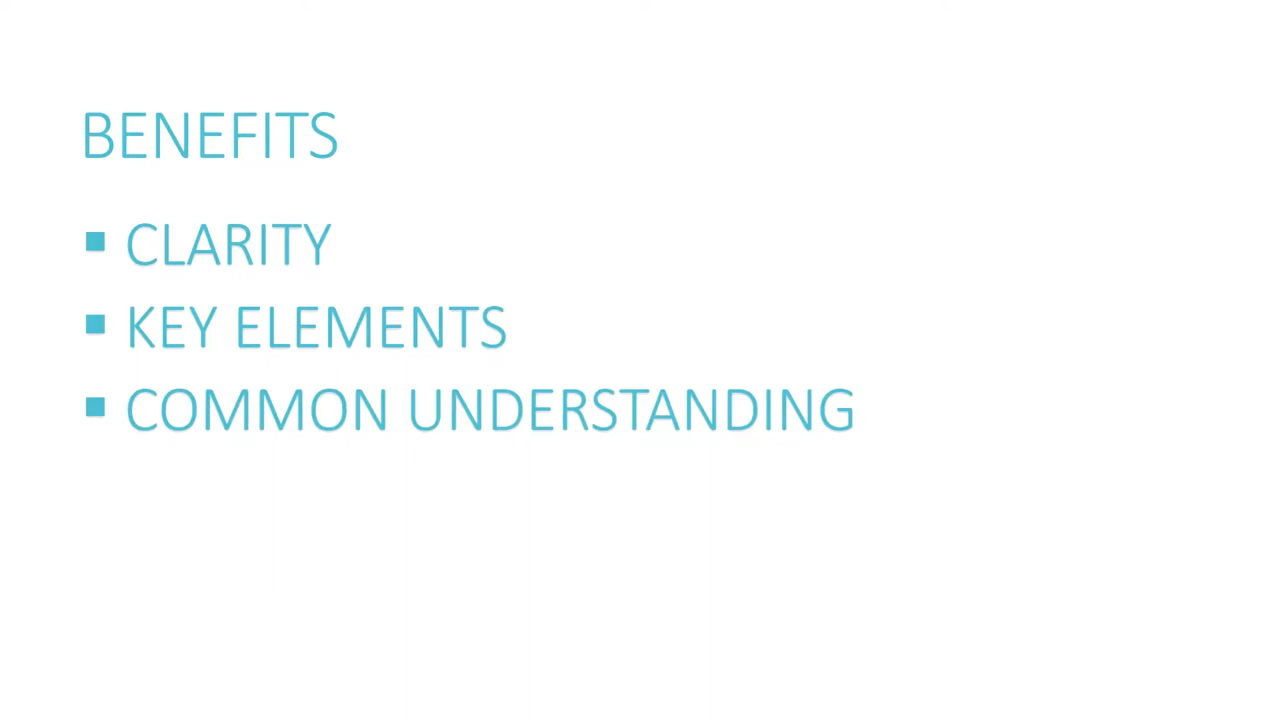 BENEFITS
▪ CLARITY
▪ KEY ELEMENTS
▪ COMMON UNDERSTANDING